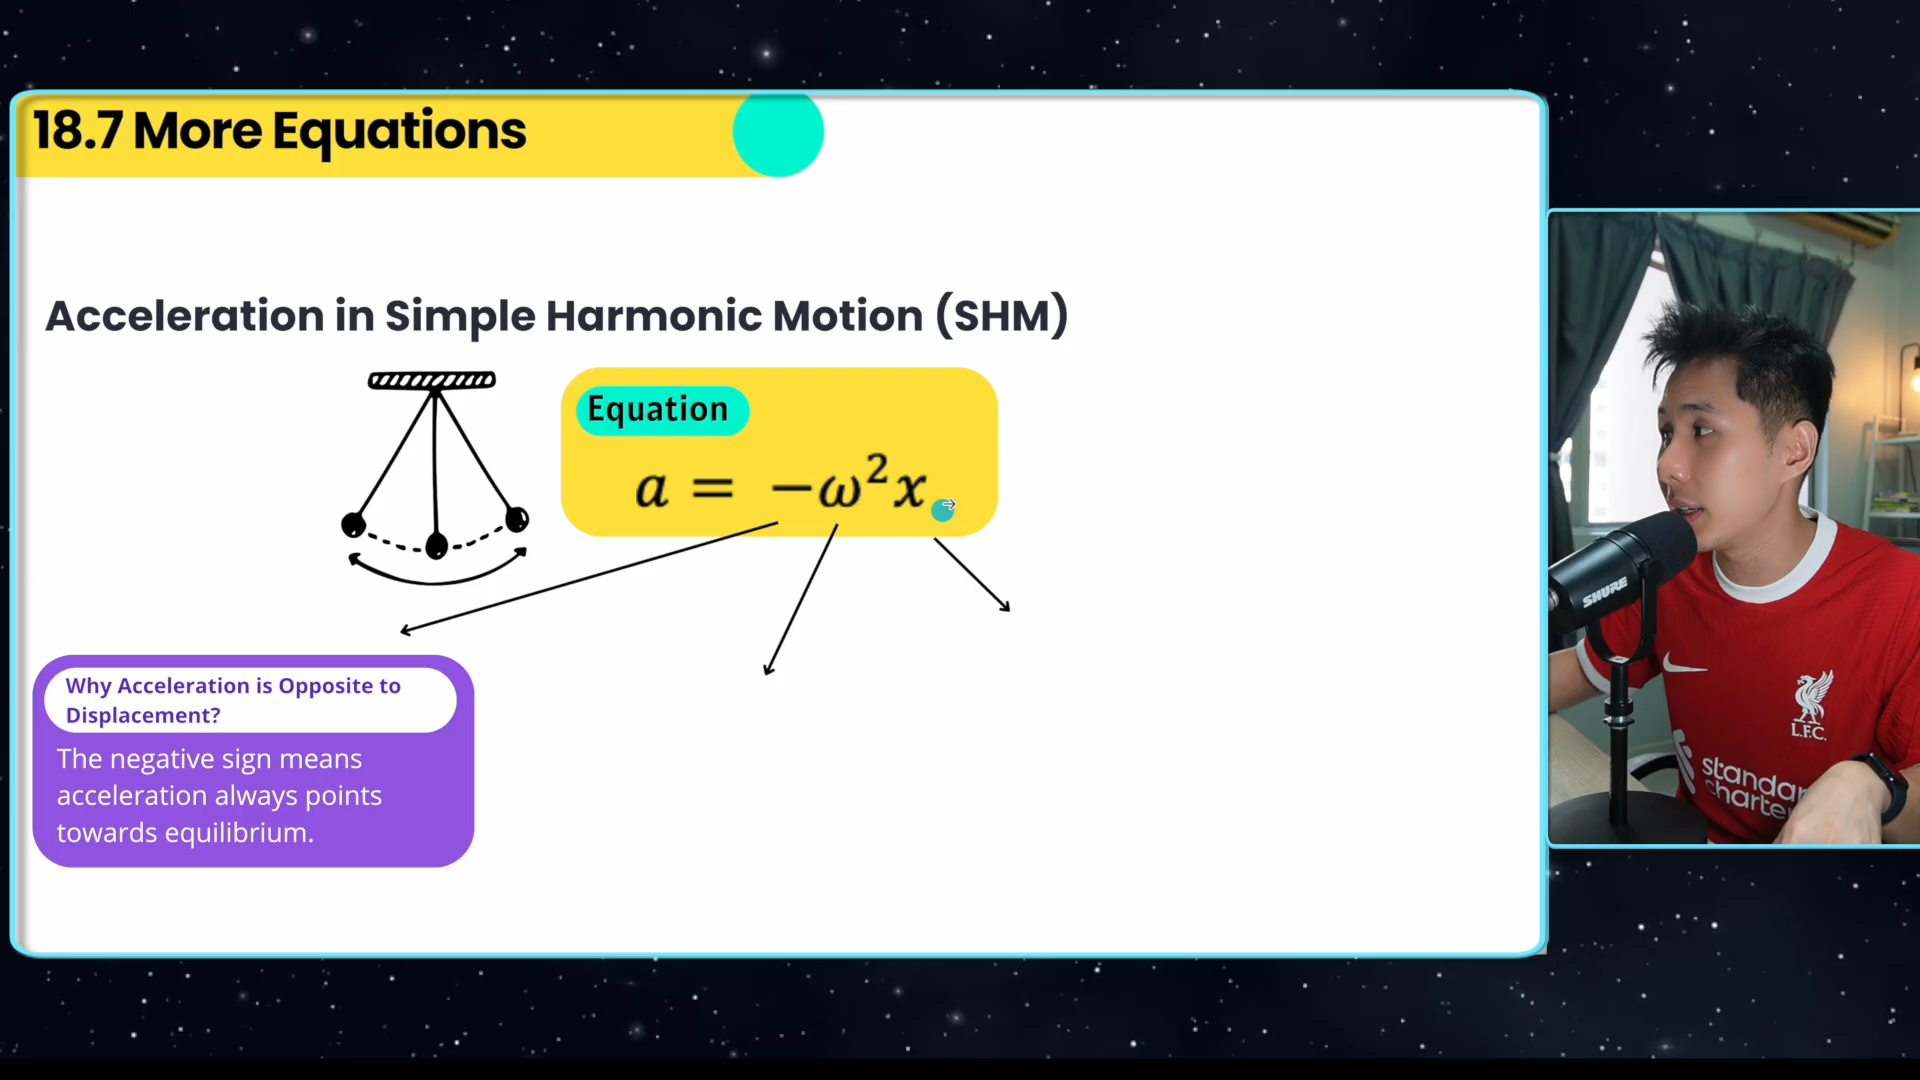 18.7 More Equations
Acceleration in Simple Harmonic Motion (SHM)
Equation
a = −ω²x
Why Acceleration is Opposite to
Displacement?
The negative sign means
acceleration always points
towards equilibrium.
SHURE
L.F.C.
standard